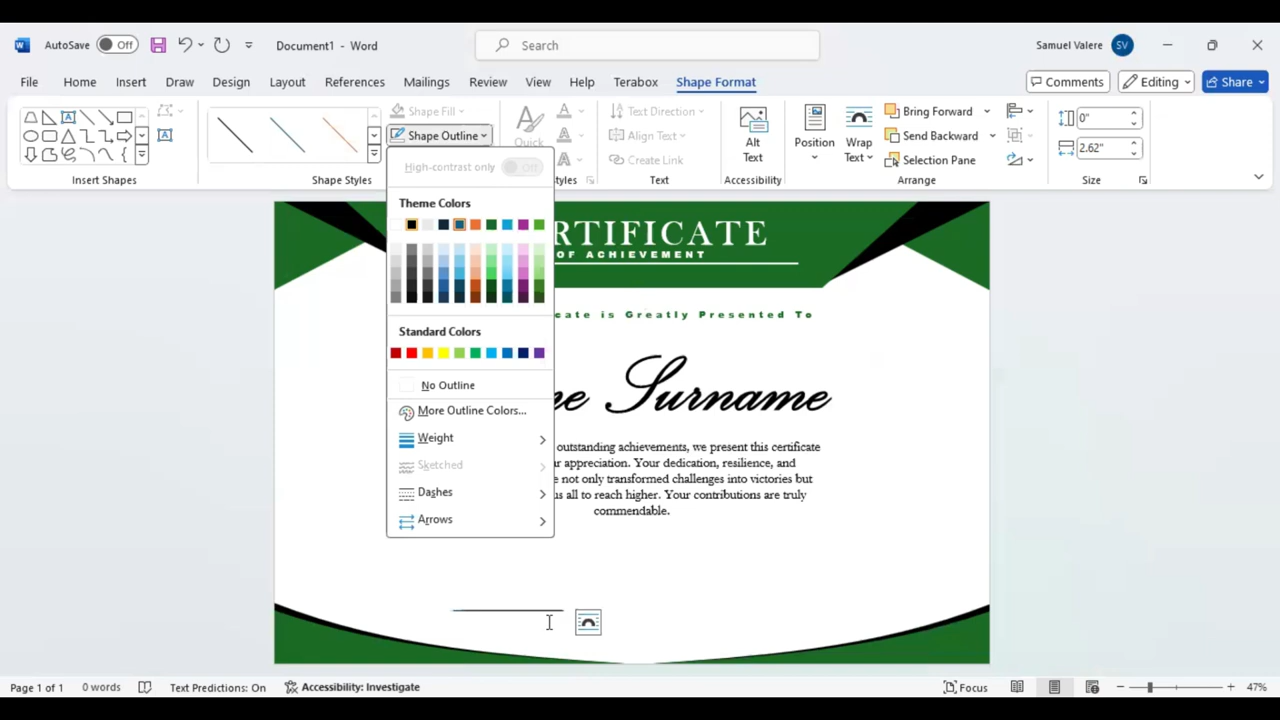 AutoSave Off Document1 - Word Search Samuel Valere SV
File Home Insert Draw Design Layout References Mailings Review View Help Terabox Shape Format Comments Editing Share
Shape Fill
Shape Outline
Quick
Text Direction
Align Text
Create Link
Alt
Text
Position
Wrap
Text
Bring Forward
Send Backward
Selection Pane
0"
2.62"
Insert Shapes Shape Styles Text Accessibility Arrange Size
High-contrast only Off
Theme Colors
Standard Colors
No Outline
More Outline Colors...
Weight
Sketched
Dashes
Arrows
RTIFICATE
OF ACHIEVEMENT
cate is Greatly Presented To
Surname
outstanding achievements, we present this certificate
appreciation. Your dedication, resilience, and
not only transformed challenges into victories but
us all to reach higher. Your contributions are truly
commendable.
Page 1 of 1 0 words Text Predictions: On Accessibility: Investigate Focus 47%